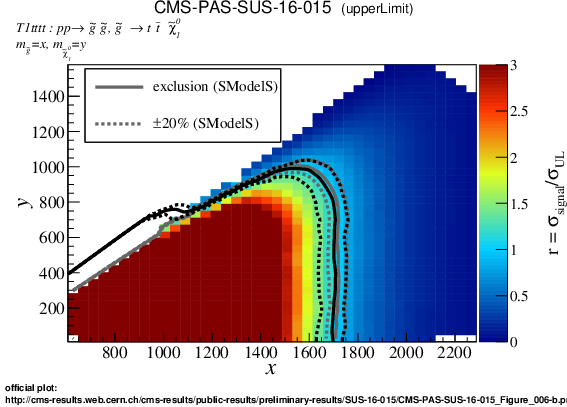 CMS-PAS-SUS-16-015 (upperLimit)
T1tttt : pp→ g̃ g̃, g̃ → t t̄ χ̃₁⁰
m_g̃=x, m_χ̃₁⁰=y
exclusion (SModelS)
±20% (SModelS)
1400
1200
1000
800
600
400
200
y
800
1000
1200
1400
1600
1800
2000
2200
x
3
2.5
2
1.5
1
0.5
0
r = σ_signal/σ_UL
official plot:
http://cms-results.web.cern.ch/cms-results/public-results/preliminary-results/SUS-16-015/CMS-PAS-SUS-16-015_Figure_006-b.p